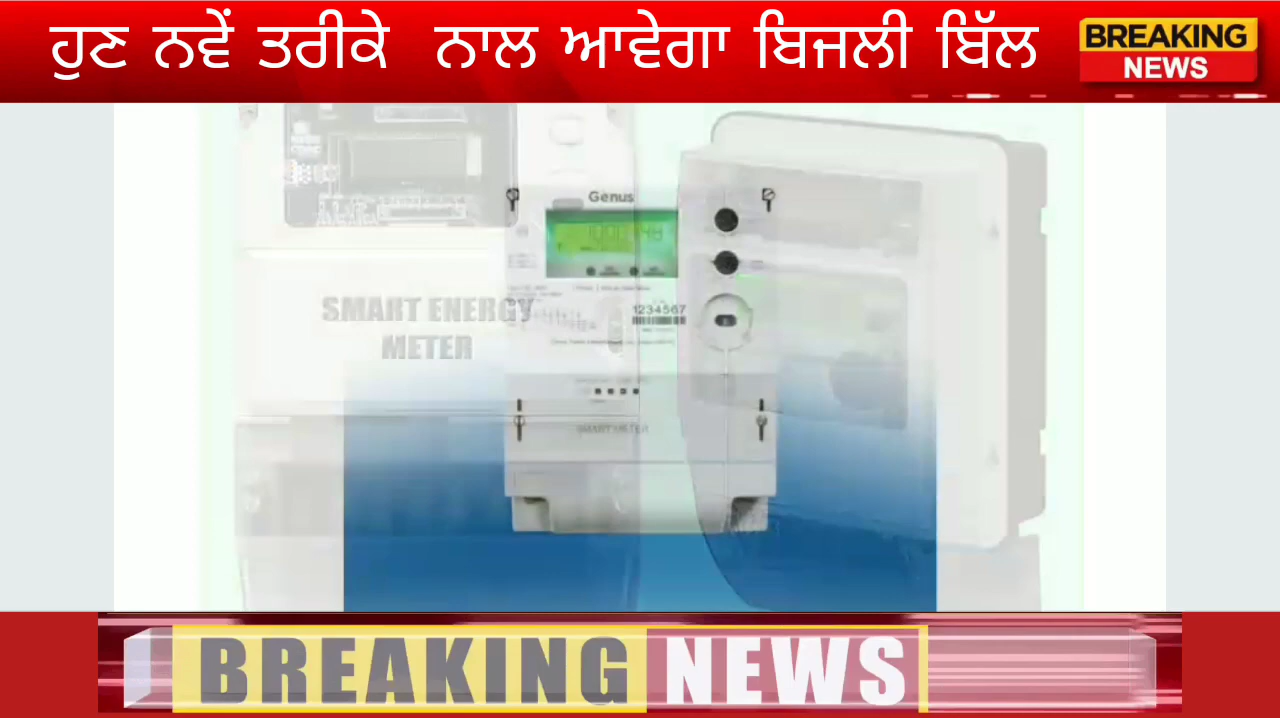 ਹੁਣ ਨਵੇਂ ਤਰੀਕੇ ਨਾਲ ਆਵੇਗਾ ਬਿਜਲੀ ਬਿੱਲ
BREAKING
NEWS
Genus
SMART ENERGY
METER
1234567
SMART METER
BREAKING NEWS